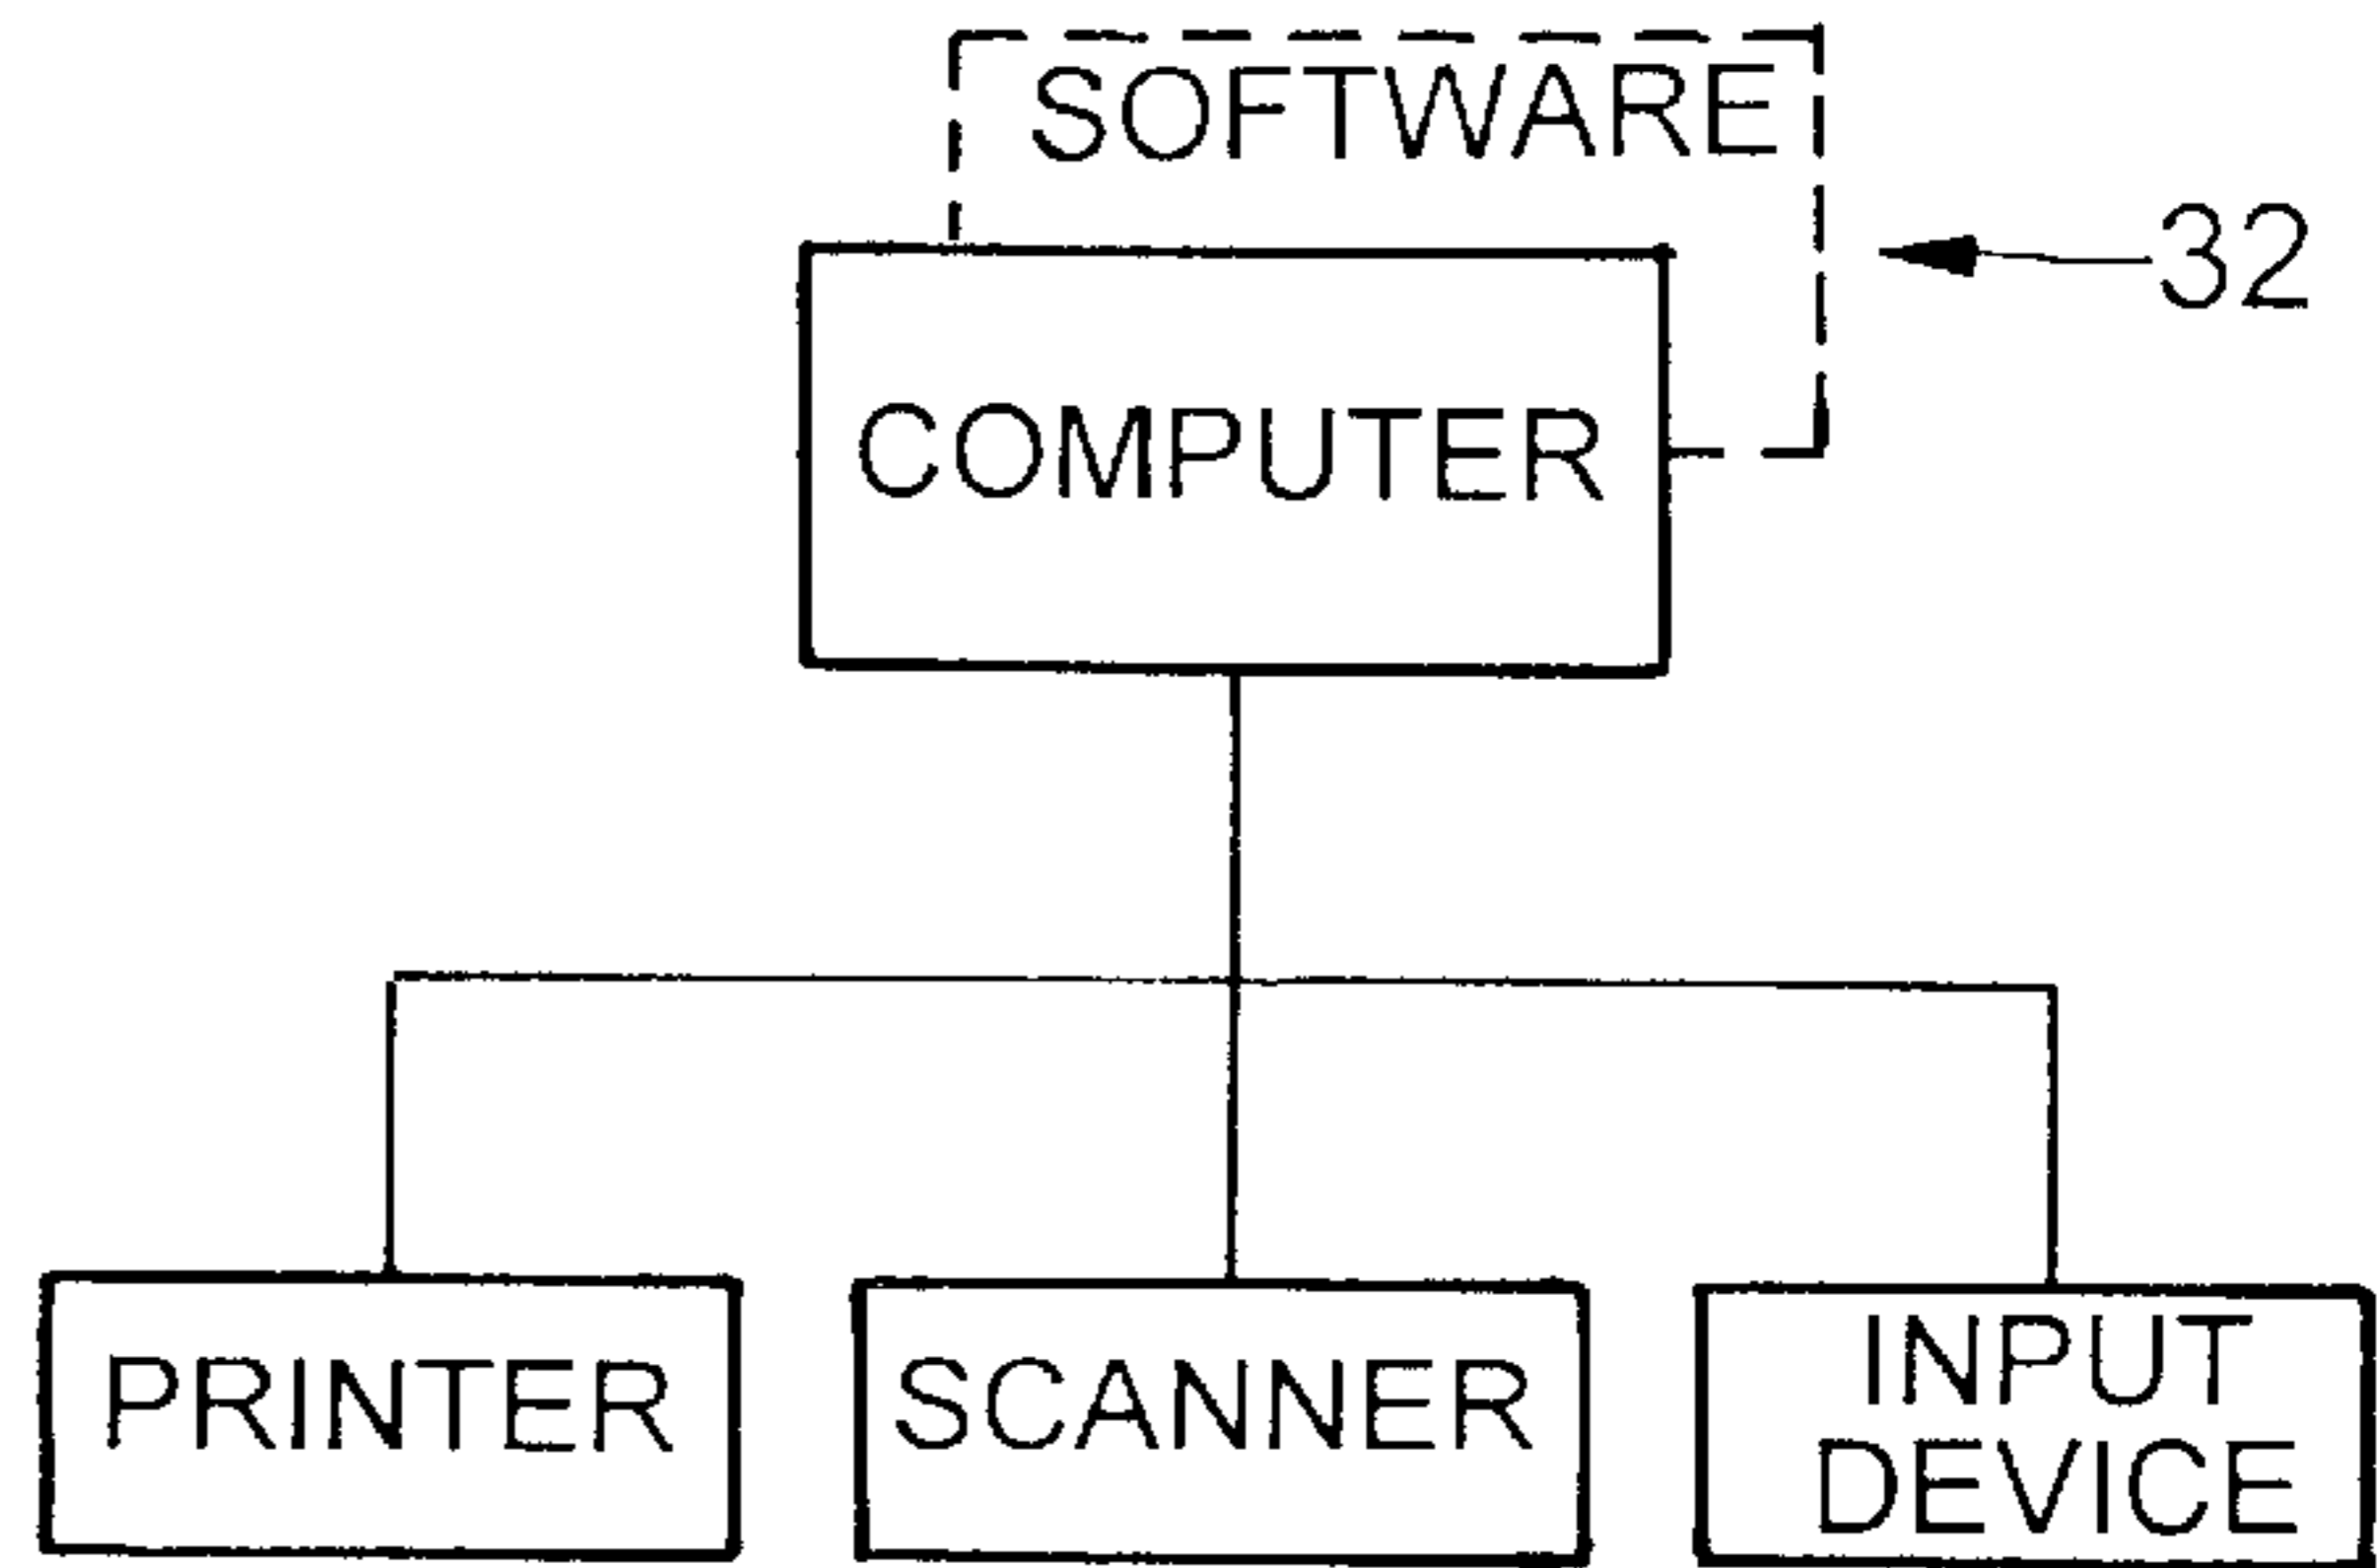 SOFTWARE
32
COMPUTER
PRINTER
SCANNER
INPUT
DEVICE